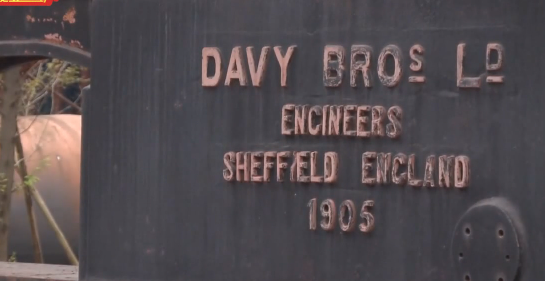 DAVY BROS LD
ENGINEERS
SHEFFIELD ENGLAND
1905